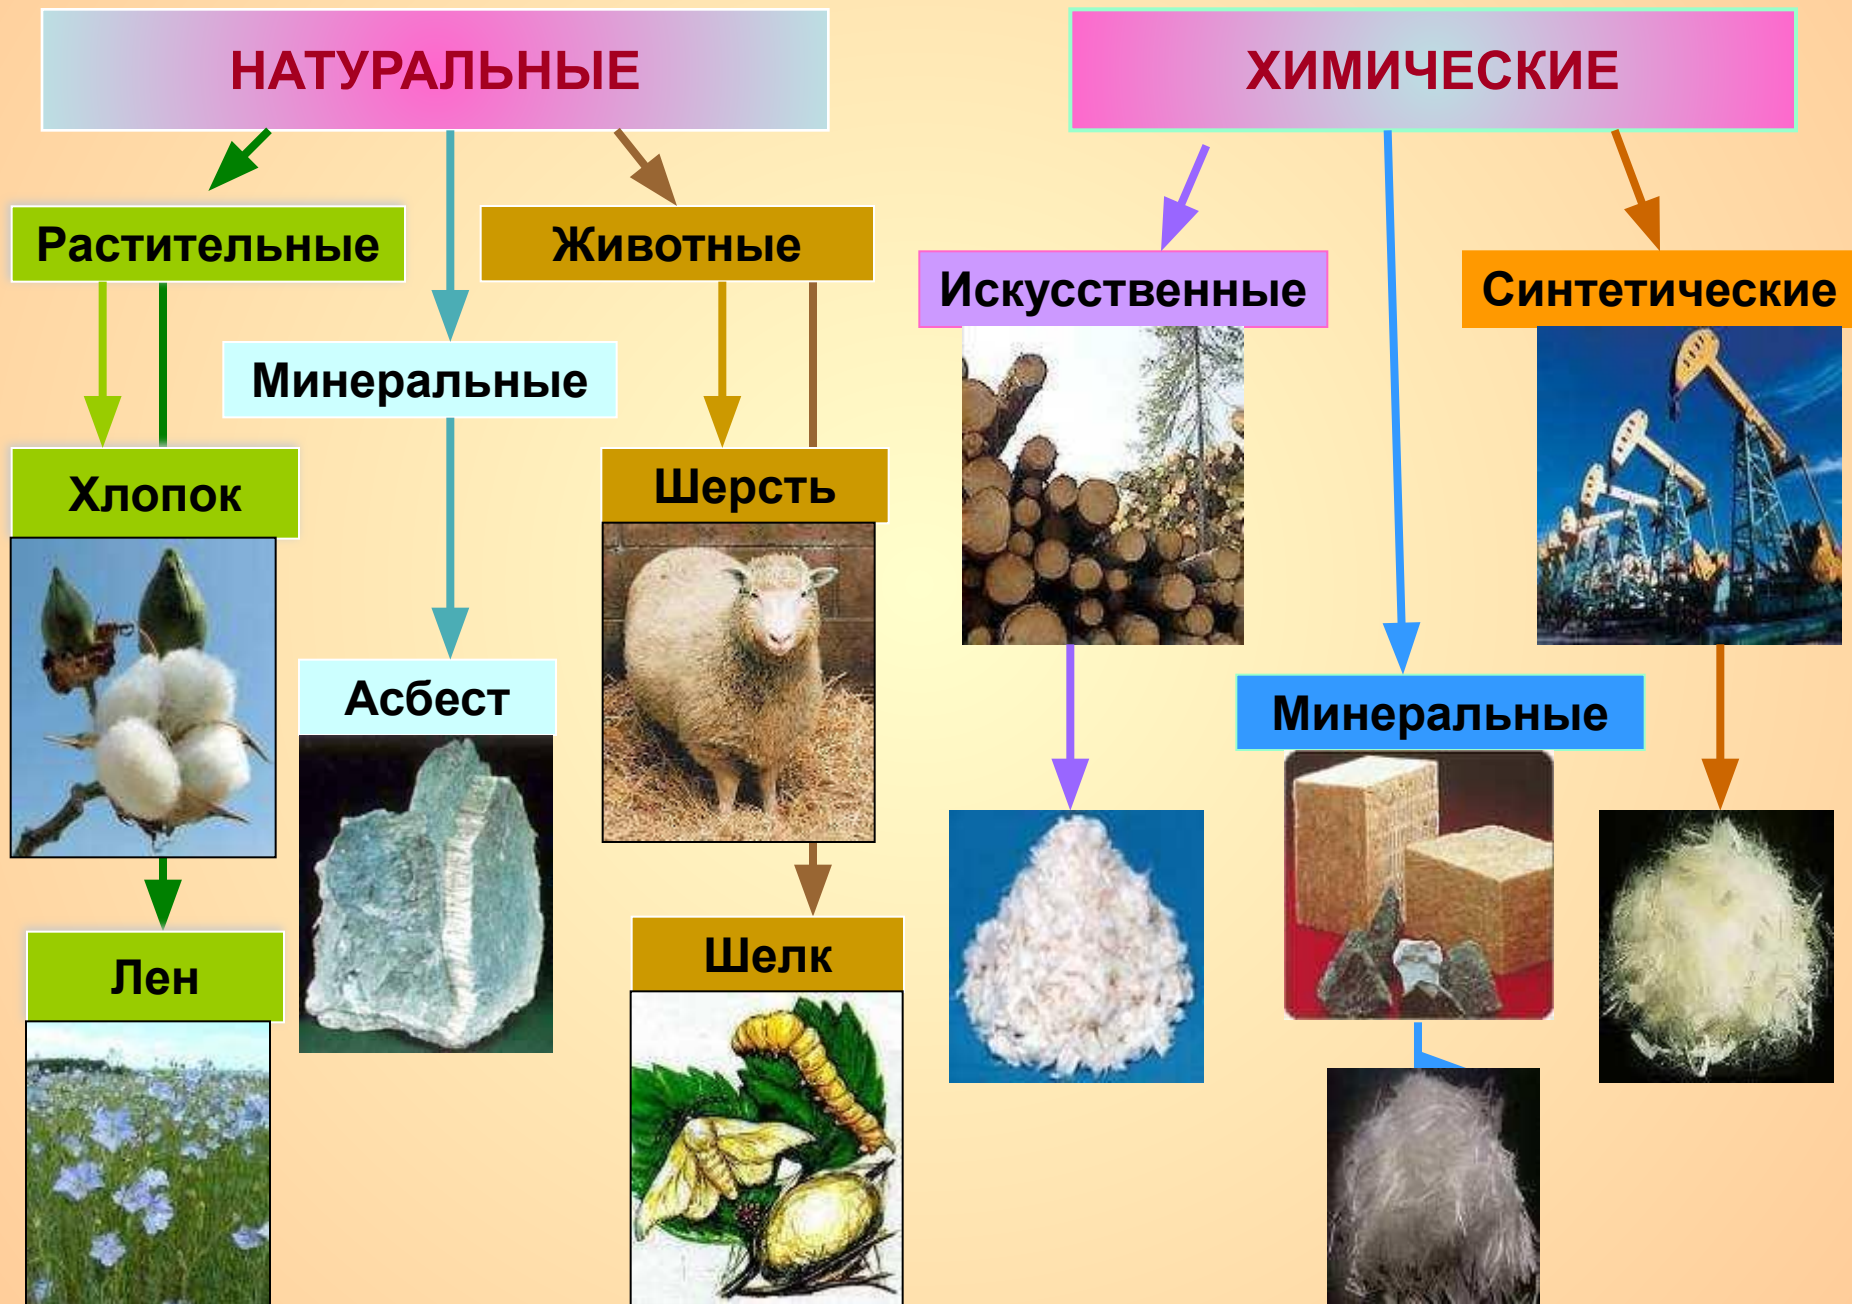 НАТУРАЛЬНЫЕ
ХИМИЧЕСКИЕ
Растительные
Животные
Искусственные
Синтетические
Минеральные
Хлопок
Шерсть
Асбест
Минеральные
Лен
Шелк